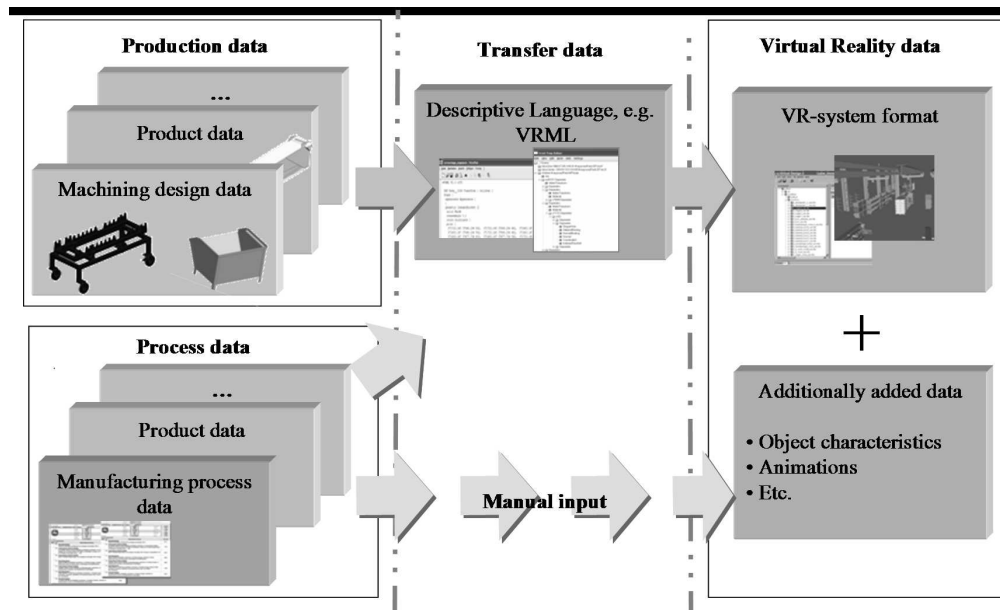 Production data
...
Product data
Machining design data
Process data
...
Product data
Manufacturing process
data
Transfer data
Descriptive Language, e.g.
VRML
Manual input
Virtual Reality data
VR-system format
Additionally added data
• Object characteristics
• Animations
• Etc.